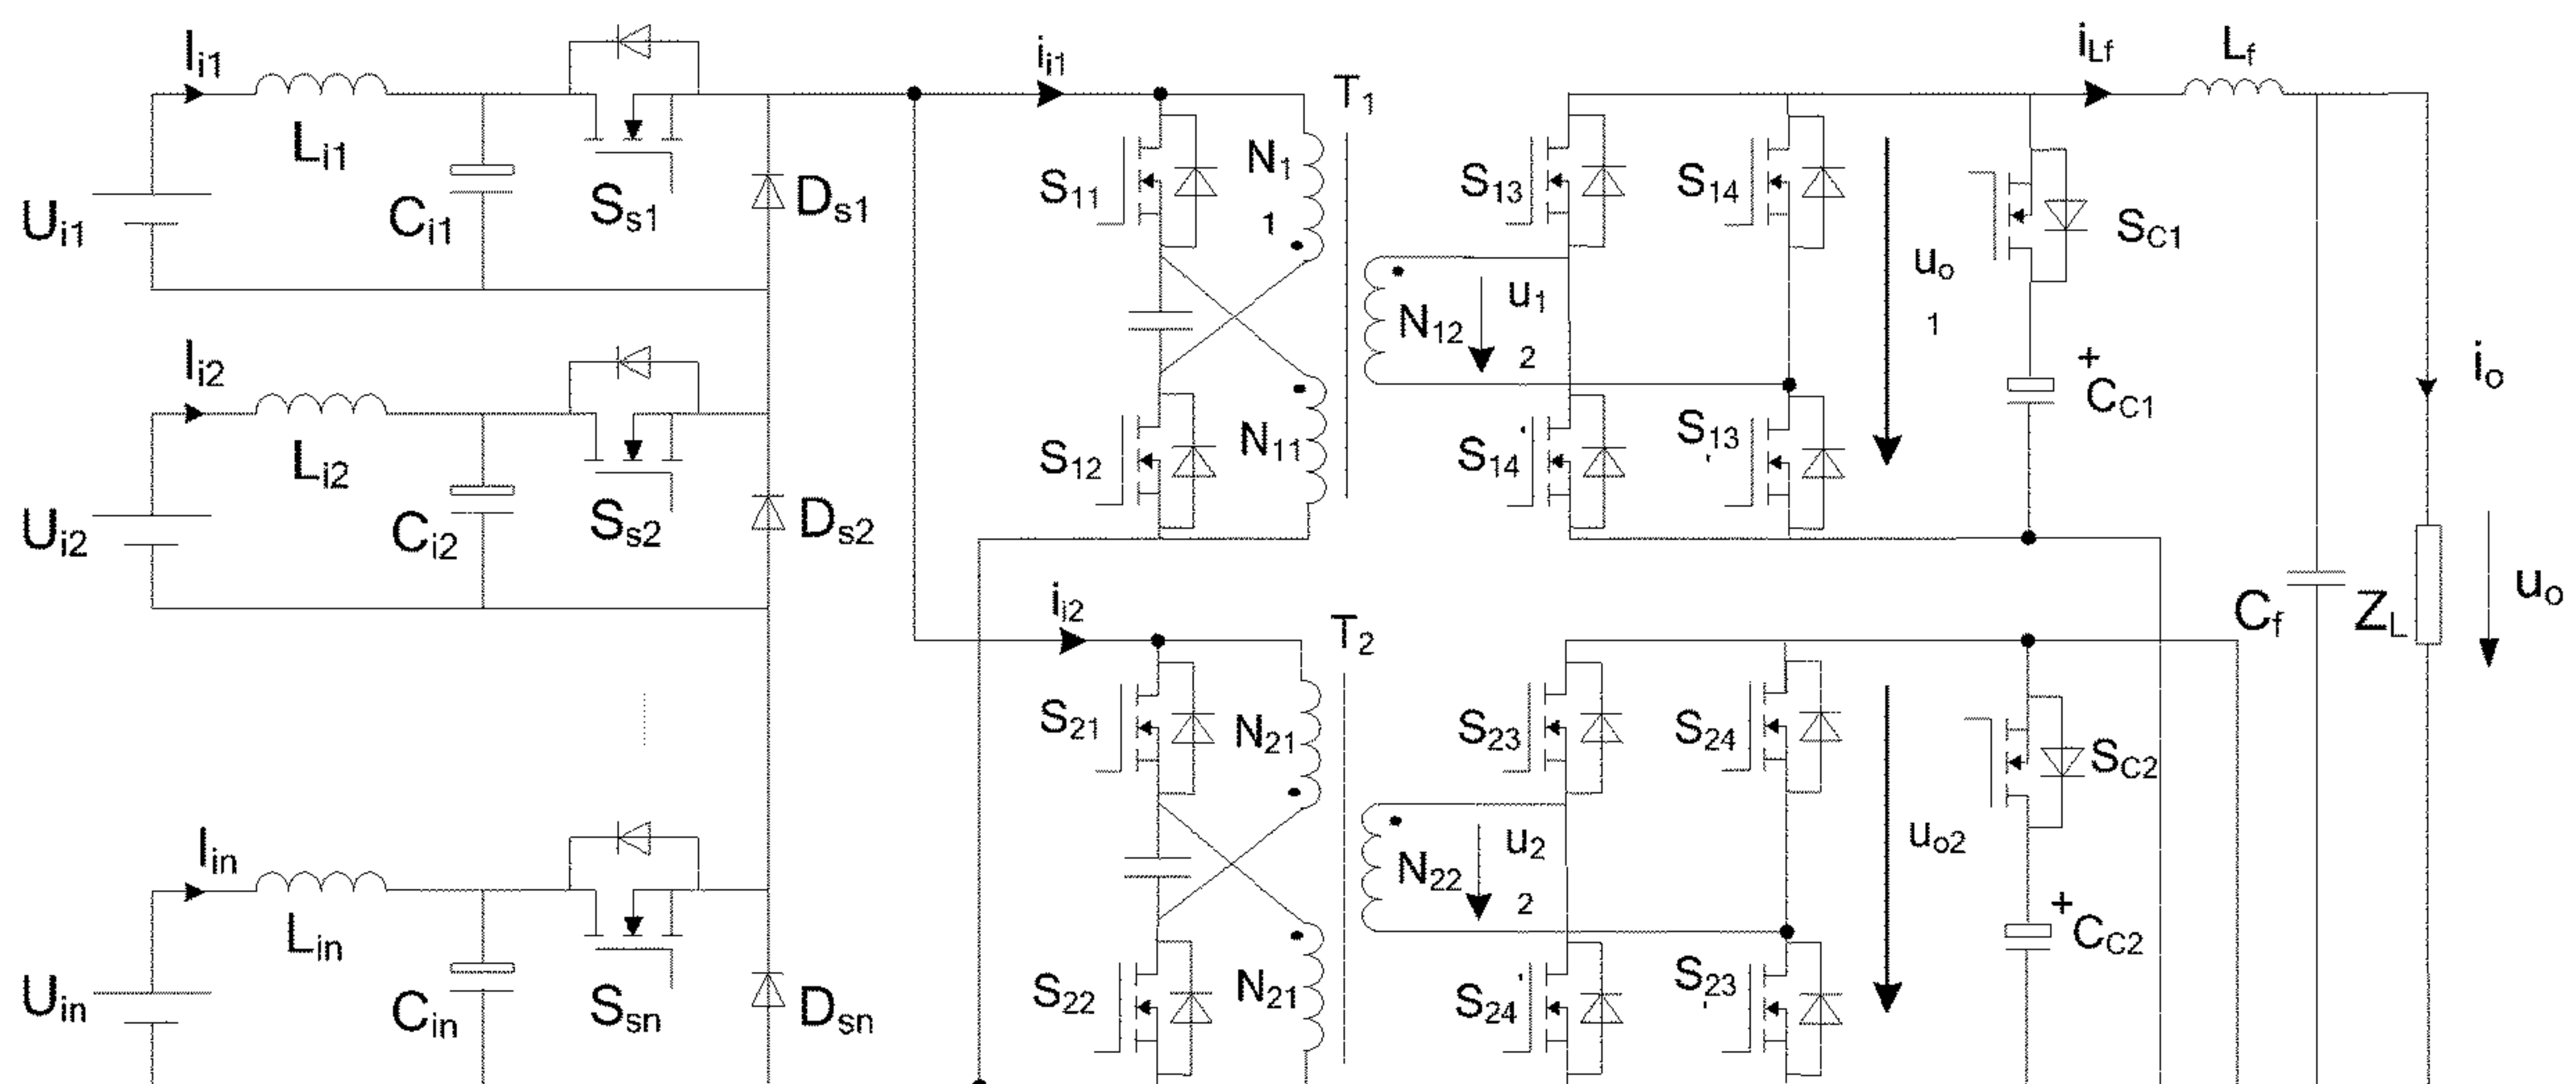 Ui1
Ii1
Li1
Ci1
Ss1
Ds1
Ui2
Ii2
Li2
Ci2
Ss2
Ds2
Uin
Iin
Lin
Cin
Ssn
Dsn
ii1
S11
N1
1
T1
S12
N11
N12
u1
2
S13
S14
S14'
S13'
uo
1
SC1
+
CC1
iLf
Lf
io
Cf
ZL
uo
ii2
S21
N21
T2
S22
N21
N22
u2
2
S23
S24
S24'
S23'
uo2
SC2
+
CC2